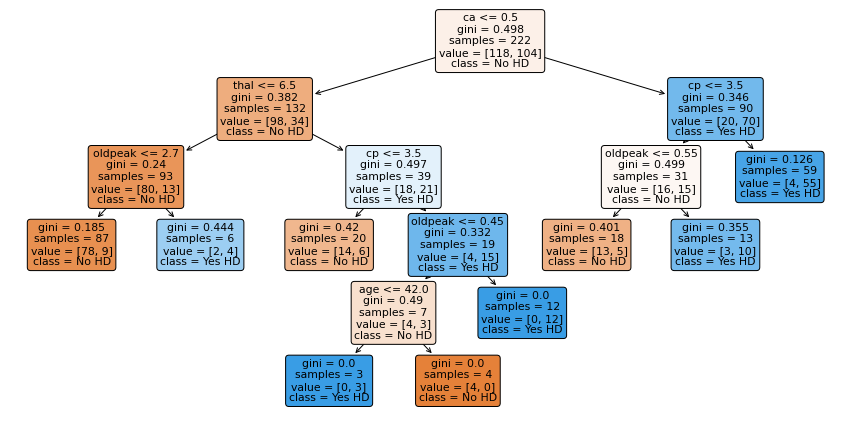 ca <= 0.5
gini = 0.498
samples = 222
value = [118, 104]
class = No HD
thal <= 6.5
gini = 0.382
samples = 132
value = [98, 34]
class = No HD
cp <= 3.5
gini = 0.346
samples = 90
value = [20, 70]
class = Yes HD
oldpeak <= 2.7
gini = 0.24
samples = 93
value = [80, 13]
class = No HD
cp <= 3.5
gini = 0.497
samples = 39
value = [18, 21]
class = Yes HD
oldpeak <= 0.55
gini = 0.499
samples = 31
value = [16, 15]
class = No HD
gini = 0.126
samples = 59
value = [4, 55]
class = Yes HD
gini = 0.185
samples = 87
value = [78, 9]
class = No HD
gini = 0.444
samples = 6
value = [2, 4]
class = Yes HD
gini = 0.42
samples = 20
value = [14, 6]
class = No HD
oldpeak <= 0.45
gini = 0.332
samples = 19
value = [4, 15]
class = Yes HD
gini = 0.401
samples = 18
value = [13, 5]
class = No HD
gini = 0.355
samples = 13
value = [3, 10]
class = Yes HD
age <= 42.0
gini = 0.49
samples = 7
value = [4, 3]
class = No HD
gini = 0.0
samples = 12
value = [0, 12]
class = Yes HD
gini = 0.0
samples = 3
value = [0, 3]
class = Yes HD
gini = 0.0
samples = 4
value = [4, 0]
class = No HD